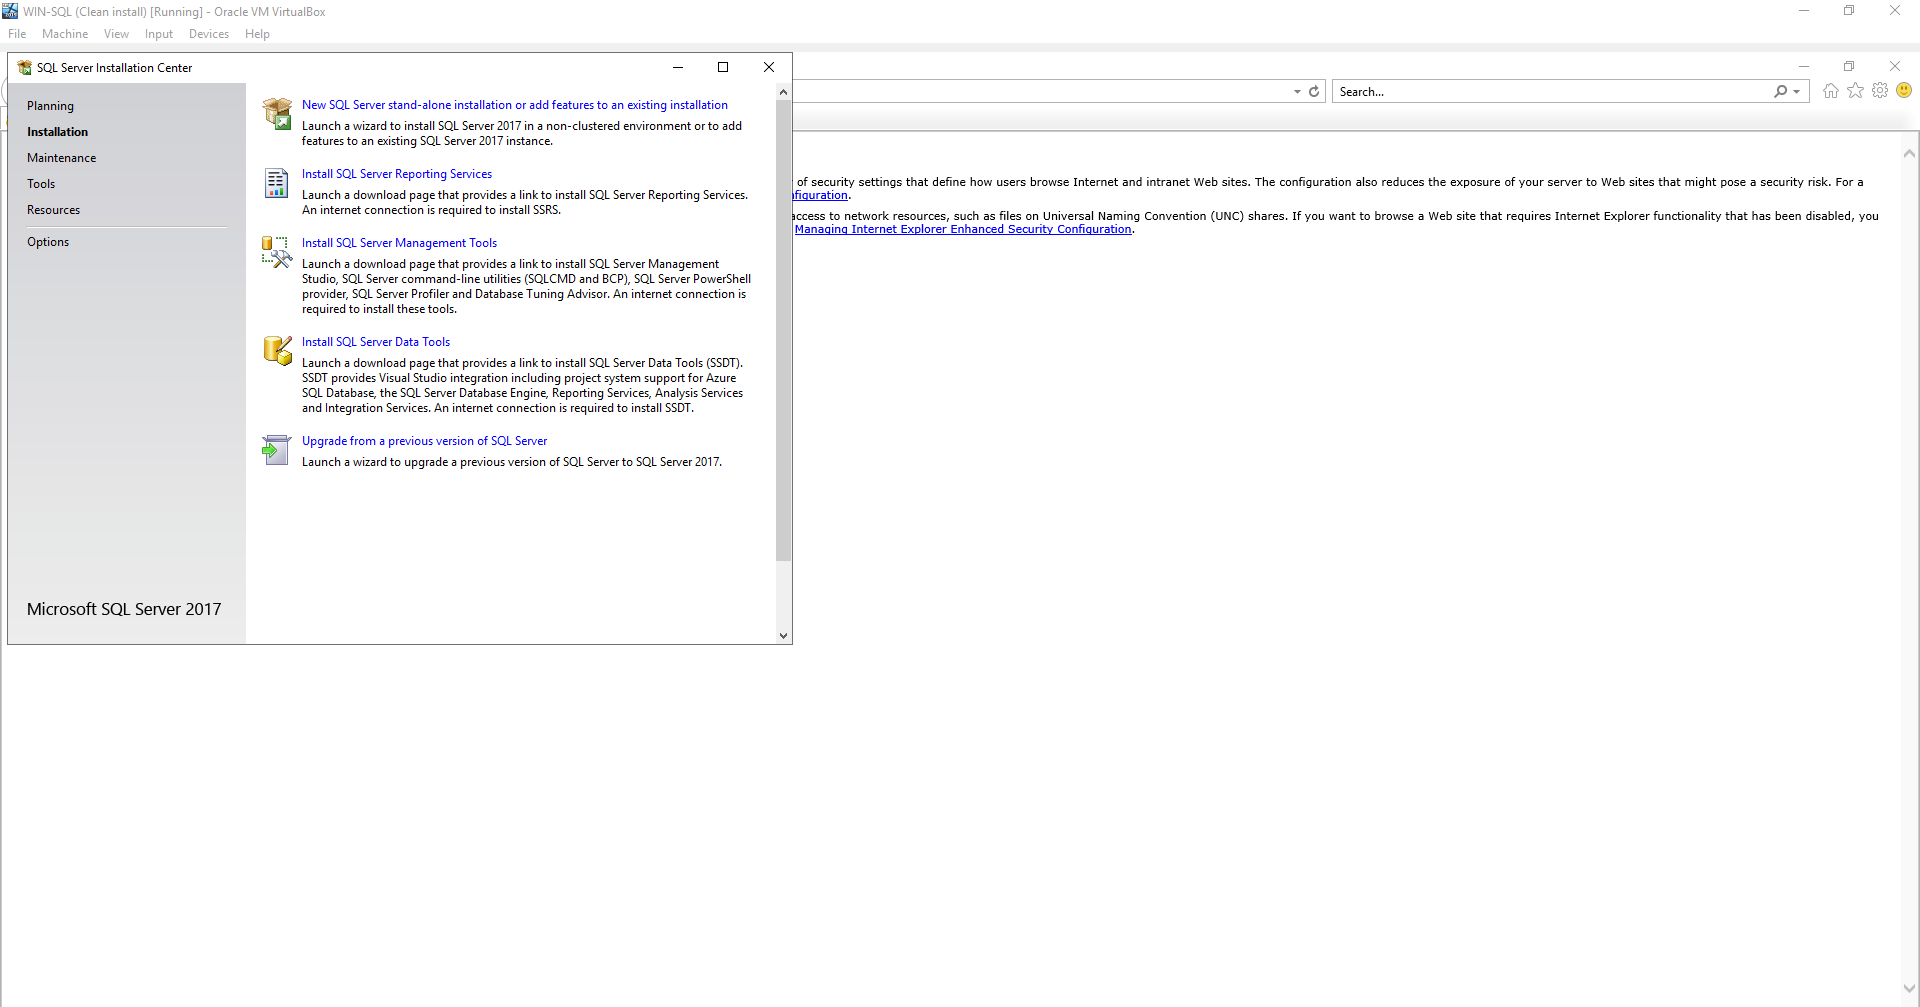 WIN-SQL (Clean install) [Running] - Oracle VM VirtualBox
File Machine View Input Devices Help
SQL Server Installation Center
Search...
Planning
Installation
Maintenance
Tools
Resources
Options
Microsoft SQL Server 2017
New SQL Server stand-alone installation or add features to an existing installation
Launch a wizard to install SQL Server 2017 in a non-clustered environment or to add
features to an existing SQL Server 2017 instance.
Install SQL Server Reporting Services
Launch a download page that provides a link to install SQL Server Reporting Services.
An internet connection is required to install SSRS.
Install SQL Server Management Tools
Launch a download page that provides a link to install SQL Server Management
Studio, SQL Server command-line utilities (SQLCMD and BCP), SQL Server PowerShell
provider, SQL Server Profiler and Database Tuning Advisor. An internet connection is
required to install these tools.
Install SQL Server Data Tools
Launch a download page that provides a link to install SQL Server Data Tools (SSDT).
SSDT provides Visual Studio integration including project system support for Azure
SQL Database, the SQL Server Database Engine, Reporting Services, Analysis Services
and Integration Services. An internet connection is required to install SSDT.
Upgrade from a previous version of SQL Server
Launch a wizard to upgrade a previous version of SQL Server to SQL Server 2017.
of security settings that define how users browse Internet and intranet Web sites. The configuration also reduces the exposure of your server to Web sites that might pose a security risk. For a
figuration.
access to network resources, such as files on Universal Naming Convention (UNC) shares. If you want to browse a Web site that requires Internet Explorer functionality that has been disabled, you
Managing Internet Explorer Enhanced Security Configuration.